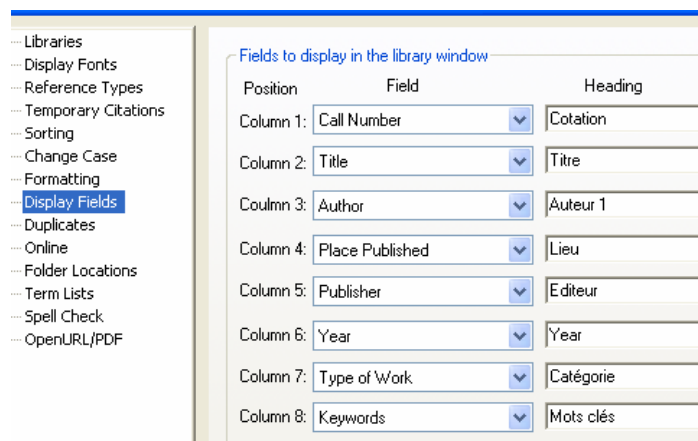 Libraries
Display Fonts
Reference Types
Temporary Citations
Sorting
Change Case
Formatting
Display Fields
Duplicates
Online
Folder Locations
Term Lists
Spell Check
OpenURL/PDF
Fields to display in the library window
Position Field Heading
Column 1: Call Number Cotation
Column 2: Title Titre
Coulmn 3: Author Auteur 1
Column 4: Place Published Lieu
Column 5: Publisher Editeur
Column 6: Year Year
Column 7: Type of Work Catégorie
Column 8: Keywords Mots clés